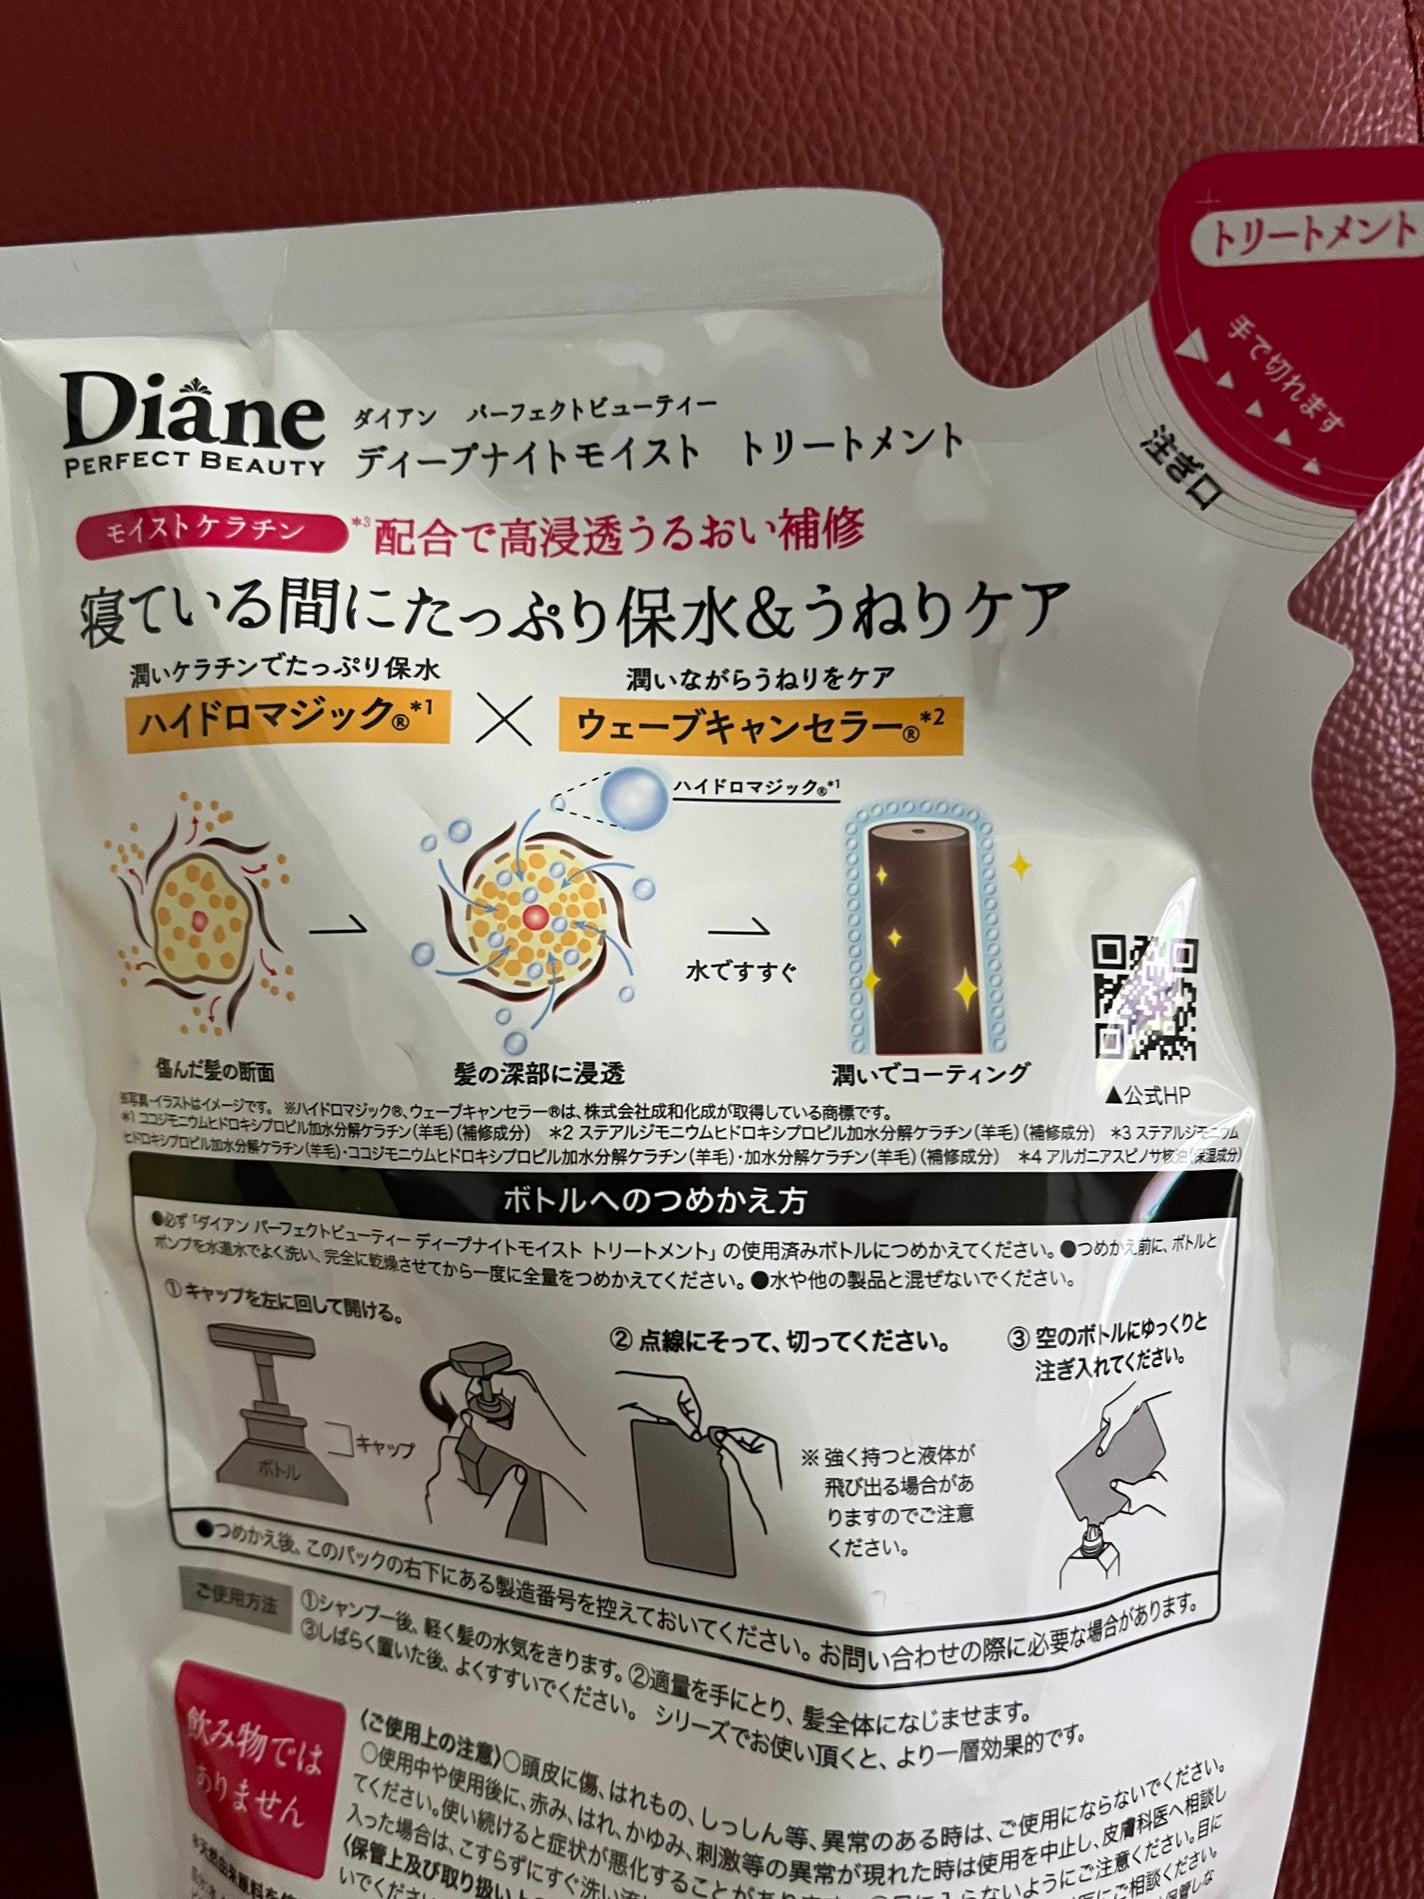 トリートメント
手で切れます
注ぎ口
Diane
PERFECT BEAUTY
ダイアン パーフェクトビューティー
ディープナイトモイスト トリートメント
モイストケラチン*3配合で高浸透うるおい補修
寝ている間にたっぷり保水&うねりケア
潤いケラチンでたっぷり保水
ハイドロマジック®*1
×
潤いながらうねりをケア
ウェーブキャンセラー®*2
ハイドロマジック®*1
水ですすぐ
傷んだ髪の断面
髪の深部に浸透
潤いでコーティング
▲公式HP
※写真・イラストはイメージです。 ※ハイドロマジック®、ウェーブキャンセラー®は、株式会社成和化成が取得している商標です。
*1 ココジモニウムヒドロキシプロピル加水分解ケラチン(羊毛)(補修成分) *2 ステアルジモニウムヒドロキシプロピル加水分解ケラチン(羊毛)(補修成分) *3 ステアルジモニウム
ヒドロキシプロピル加水分解ケラチン(羊毛)・ココジモニウムヒドロキシプロピル加水分解ケラチン(羊毛)・加水分解ケラチン(羊毛)(補修成分) *4 アルガニアスピノサ核油(保湿成分)
ボトルへのつめかえ方
●必ず「ダイアン パーフェクトビューティー ディープナイトモイスト トリートメント」の使用済みボトルにつめかえてください。●つめかえ前に、ボトルと
ポンプを水道水でよく洗い、完全に乾燥させてから一度に全量をつめかえてください。●水や他の製品と混ぜないでください。
① キャップを左に回して開ける。
キャップ
ボトル
② 点線にそって、切ってください。
※ 強く持つと液体が
飛び出る場合があ
りますのでご注意
ください。
③ 空のボトルにゆっくりと
注ぎ入れてください。
●つめかえ後、このパックの右下にある製造番号を控えておいてください。お問い合わせの際に必要な場合があります。
ご使用方法
①シャンプー後、軽く髪の水気をきります。②適量を手にとり、髪全体になじませます。
③しばらく置いた後、よくすすいでください。 シリーズでお使い頂くと、より一層効果的です。
飲み物では
ありません
〈ご使用上の注意〉○頭皮に傷、はれもの、しっしん等、異常のある時は、ご使用にならないでください。
○使用中や使用後に、赤み、はれ、かゆみ、刺激等の異常が現れた時は使用を中止し、皮膚科医へ相談し
てください。使い続けると症状が悪化することがあります。 ○目に入らないようにご注意ください。目に
入った場合は、こすらずにすぐ洗い流 医にご相談ください。
〈保管上及び取り扱い上の 保管しな
いでください